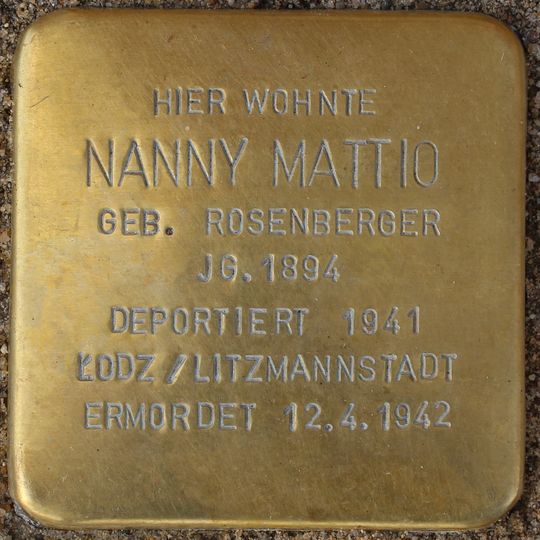 HIER WOHNTE
NANNY MATTIO
GEB. ROSENBERGER
JG. 1894
DEPORTIERT 1941
ŁODZ / LITZMANNSTADT
ERMORDET 12.4.1942